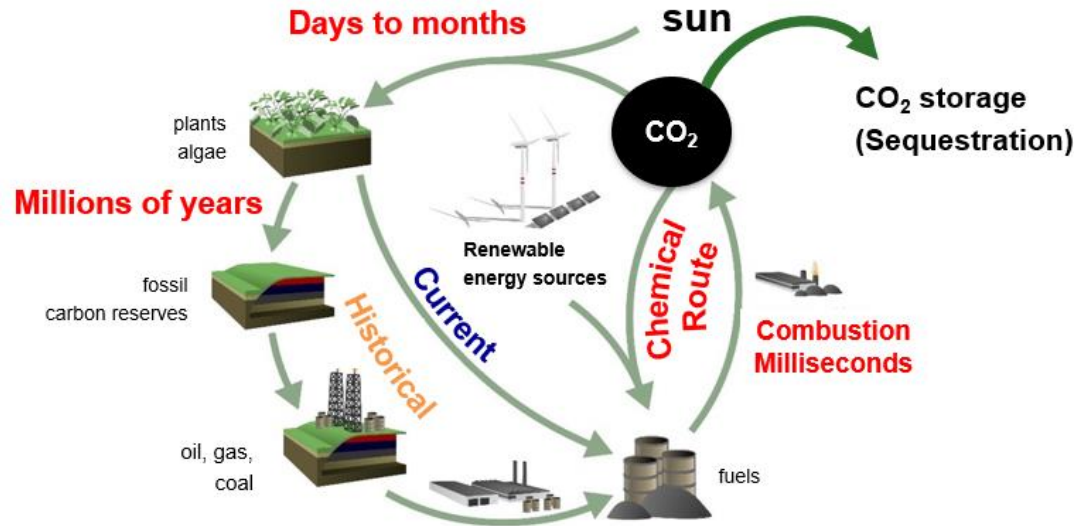 Days to months
sun
CO₂
CO₂ storage
(Sequestration)
plants
algae
Millions of years
Renewable
energy sources
Chemical
Route
Current
Historical
fossil
carbon reserves
Combustion
Milliseconds
oil, gas,
coal
fuels